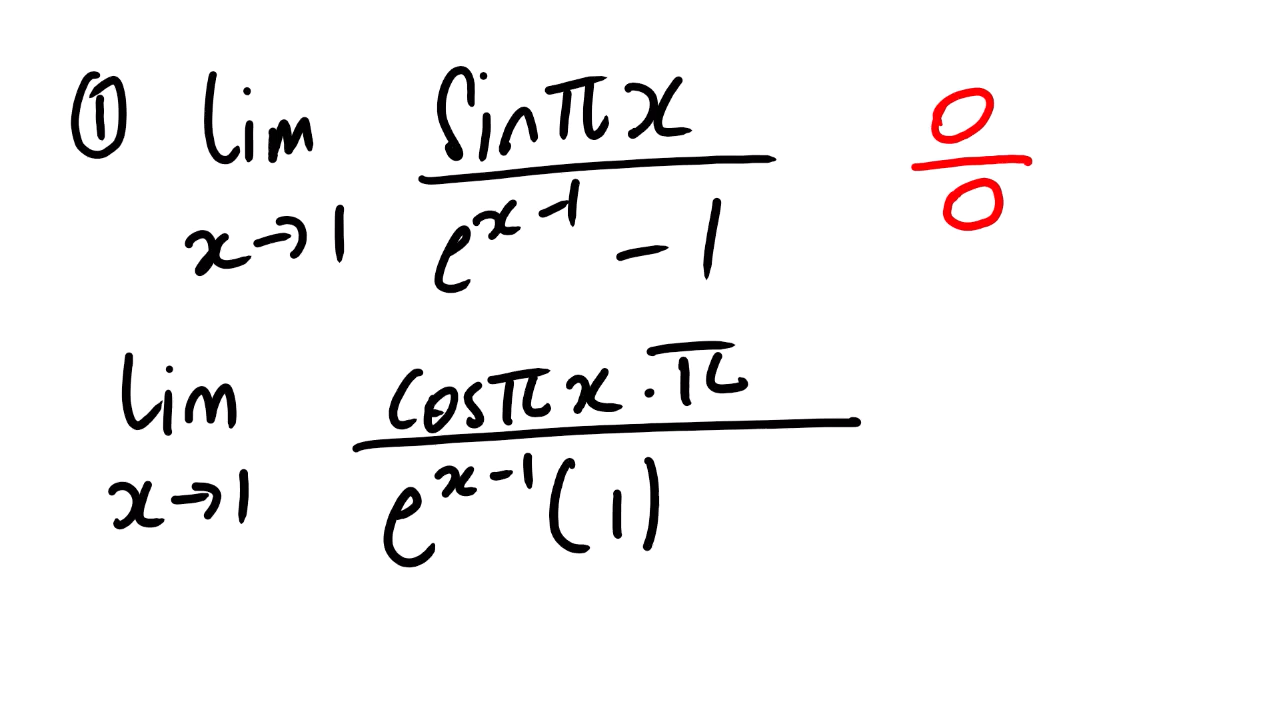 ① lim sinπx / e^{x-1} - 1 0/0
x→1
lim cosπx·π / e^{x-1}(1)
x→1